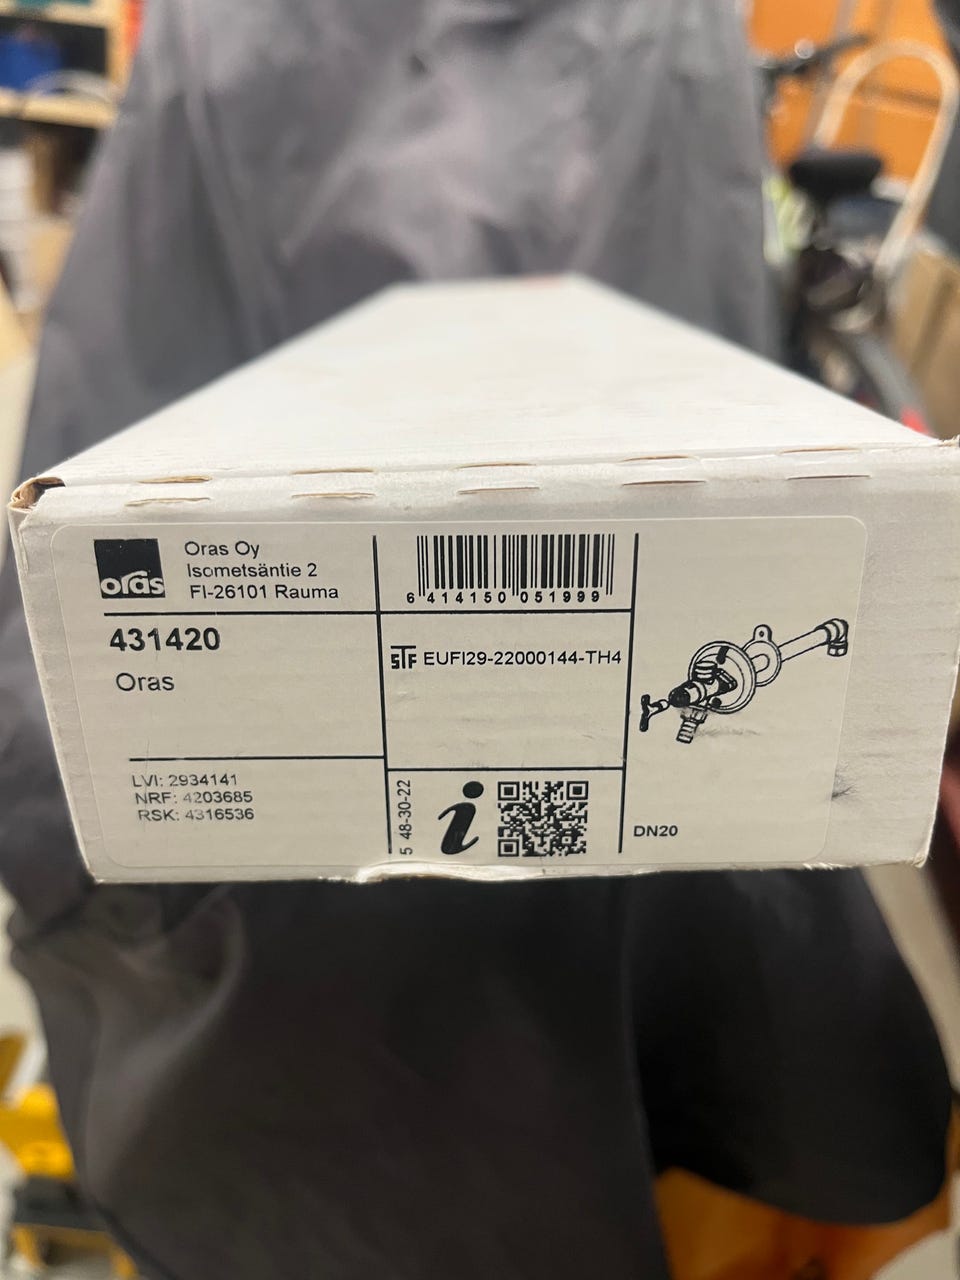 oras
Oras Oy
Isometsäntie 2
FI-26101 Rauma
6 414150 051999
431420
Oras
STF EUFI29-22000144-TH4
LVI: 2934141
NRF: 4203685
RSK: 4316536
5 48-30-22
i
DN20